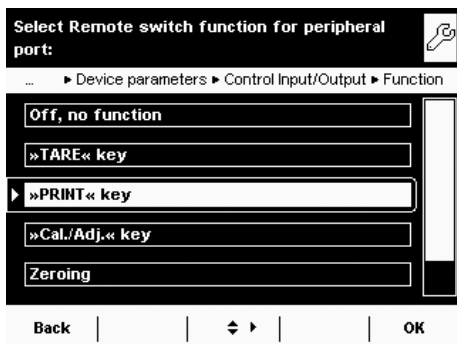 Select Remote switch function for peripheral
port:
... ▸ Device parameters ▸ Control Input/Output ▸ Function
Off, no function
»TARE« key
»PRINT« key
»Cal./Adj.« key
Zeroing
Back OK